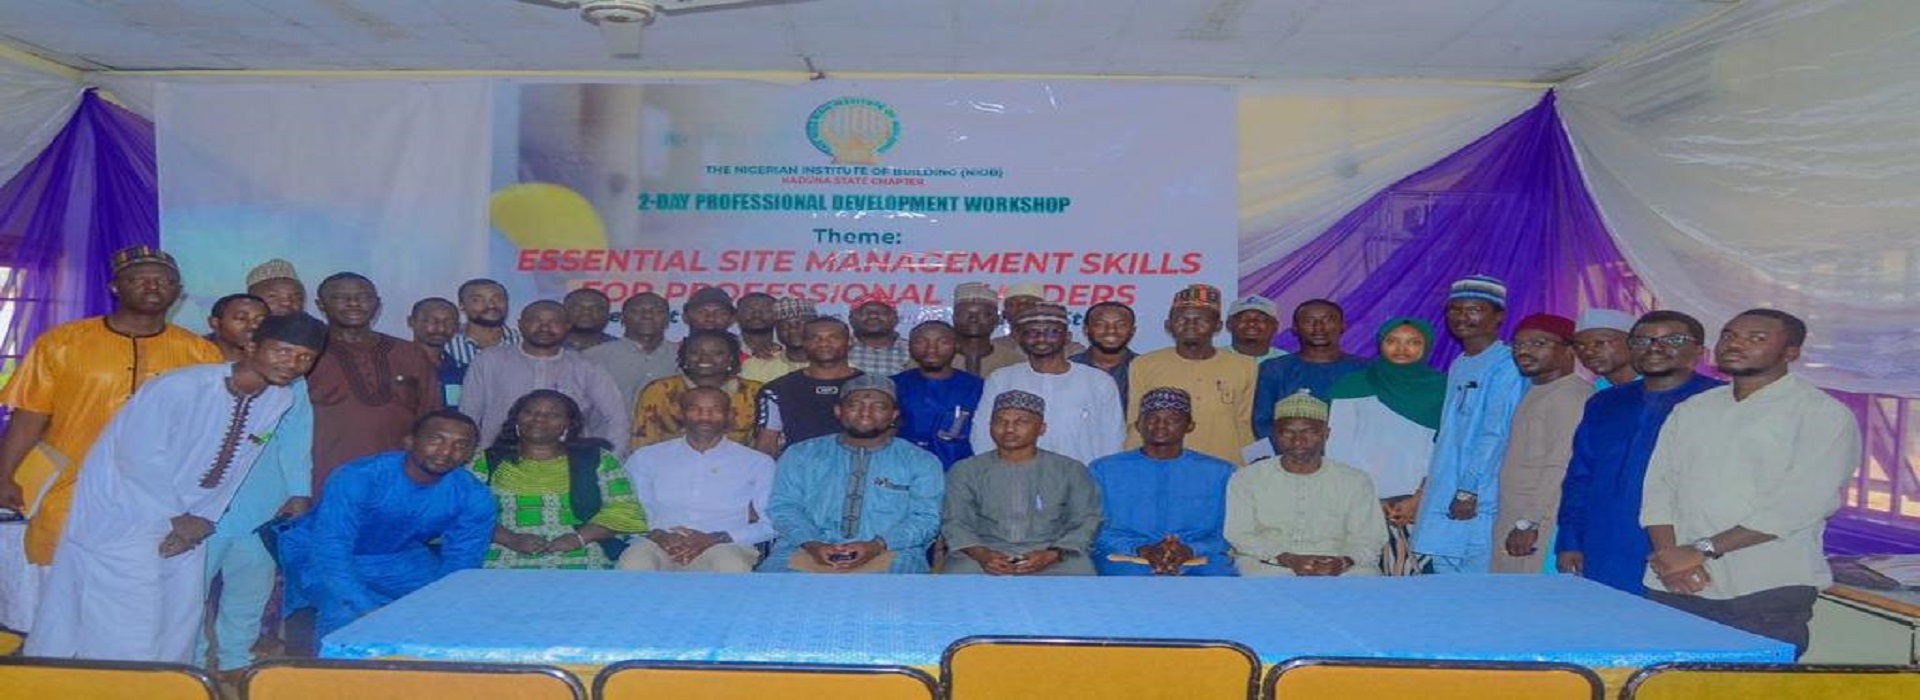 THE NIGERIAN INSTITUTE OF BUILDING (NIOB)
KADUNA STATE CHAPTER
2-DAY PROFESSIONAL DEVELOPMENT WORKSHOP
Theme:
ESSENTIAL SITE MANAGEMENT SKILLS
FOR PROFESSIONAL